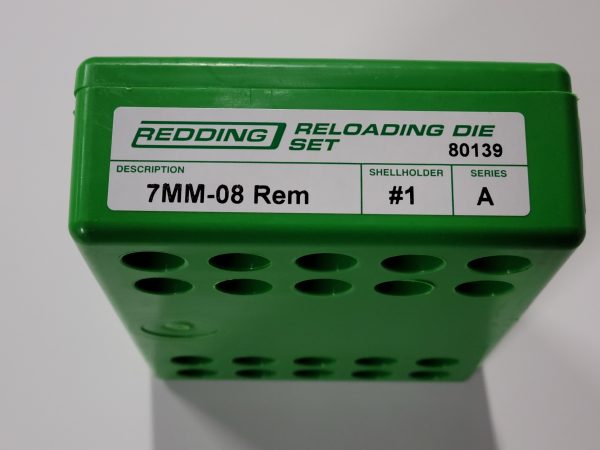 REDDING RELOADING DIE
SET 80139
DESCRIPTION SHELLHOLDER SERIES
7MM-08 Rem #1 A